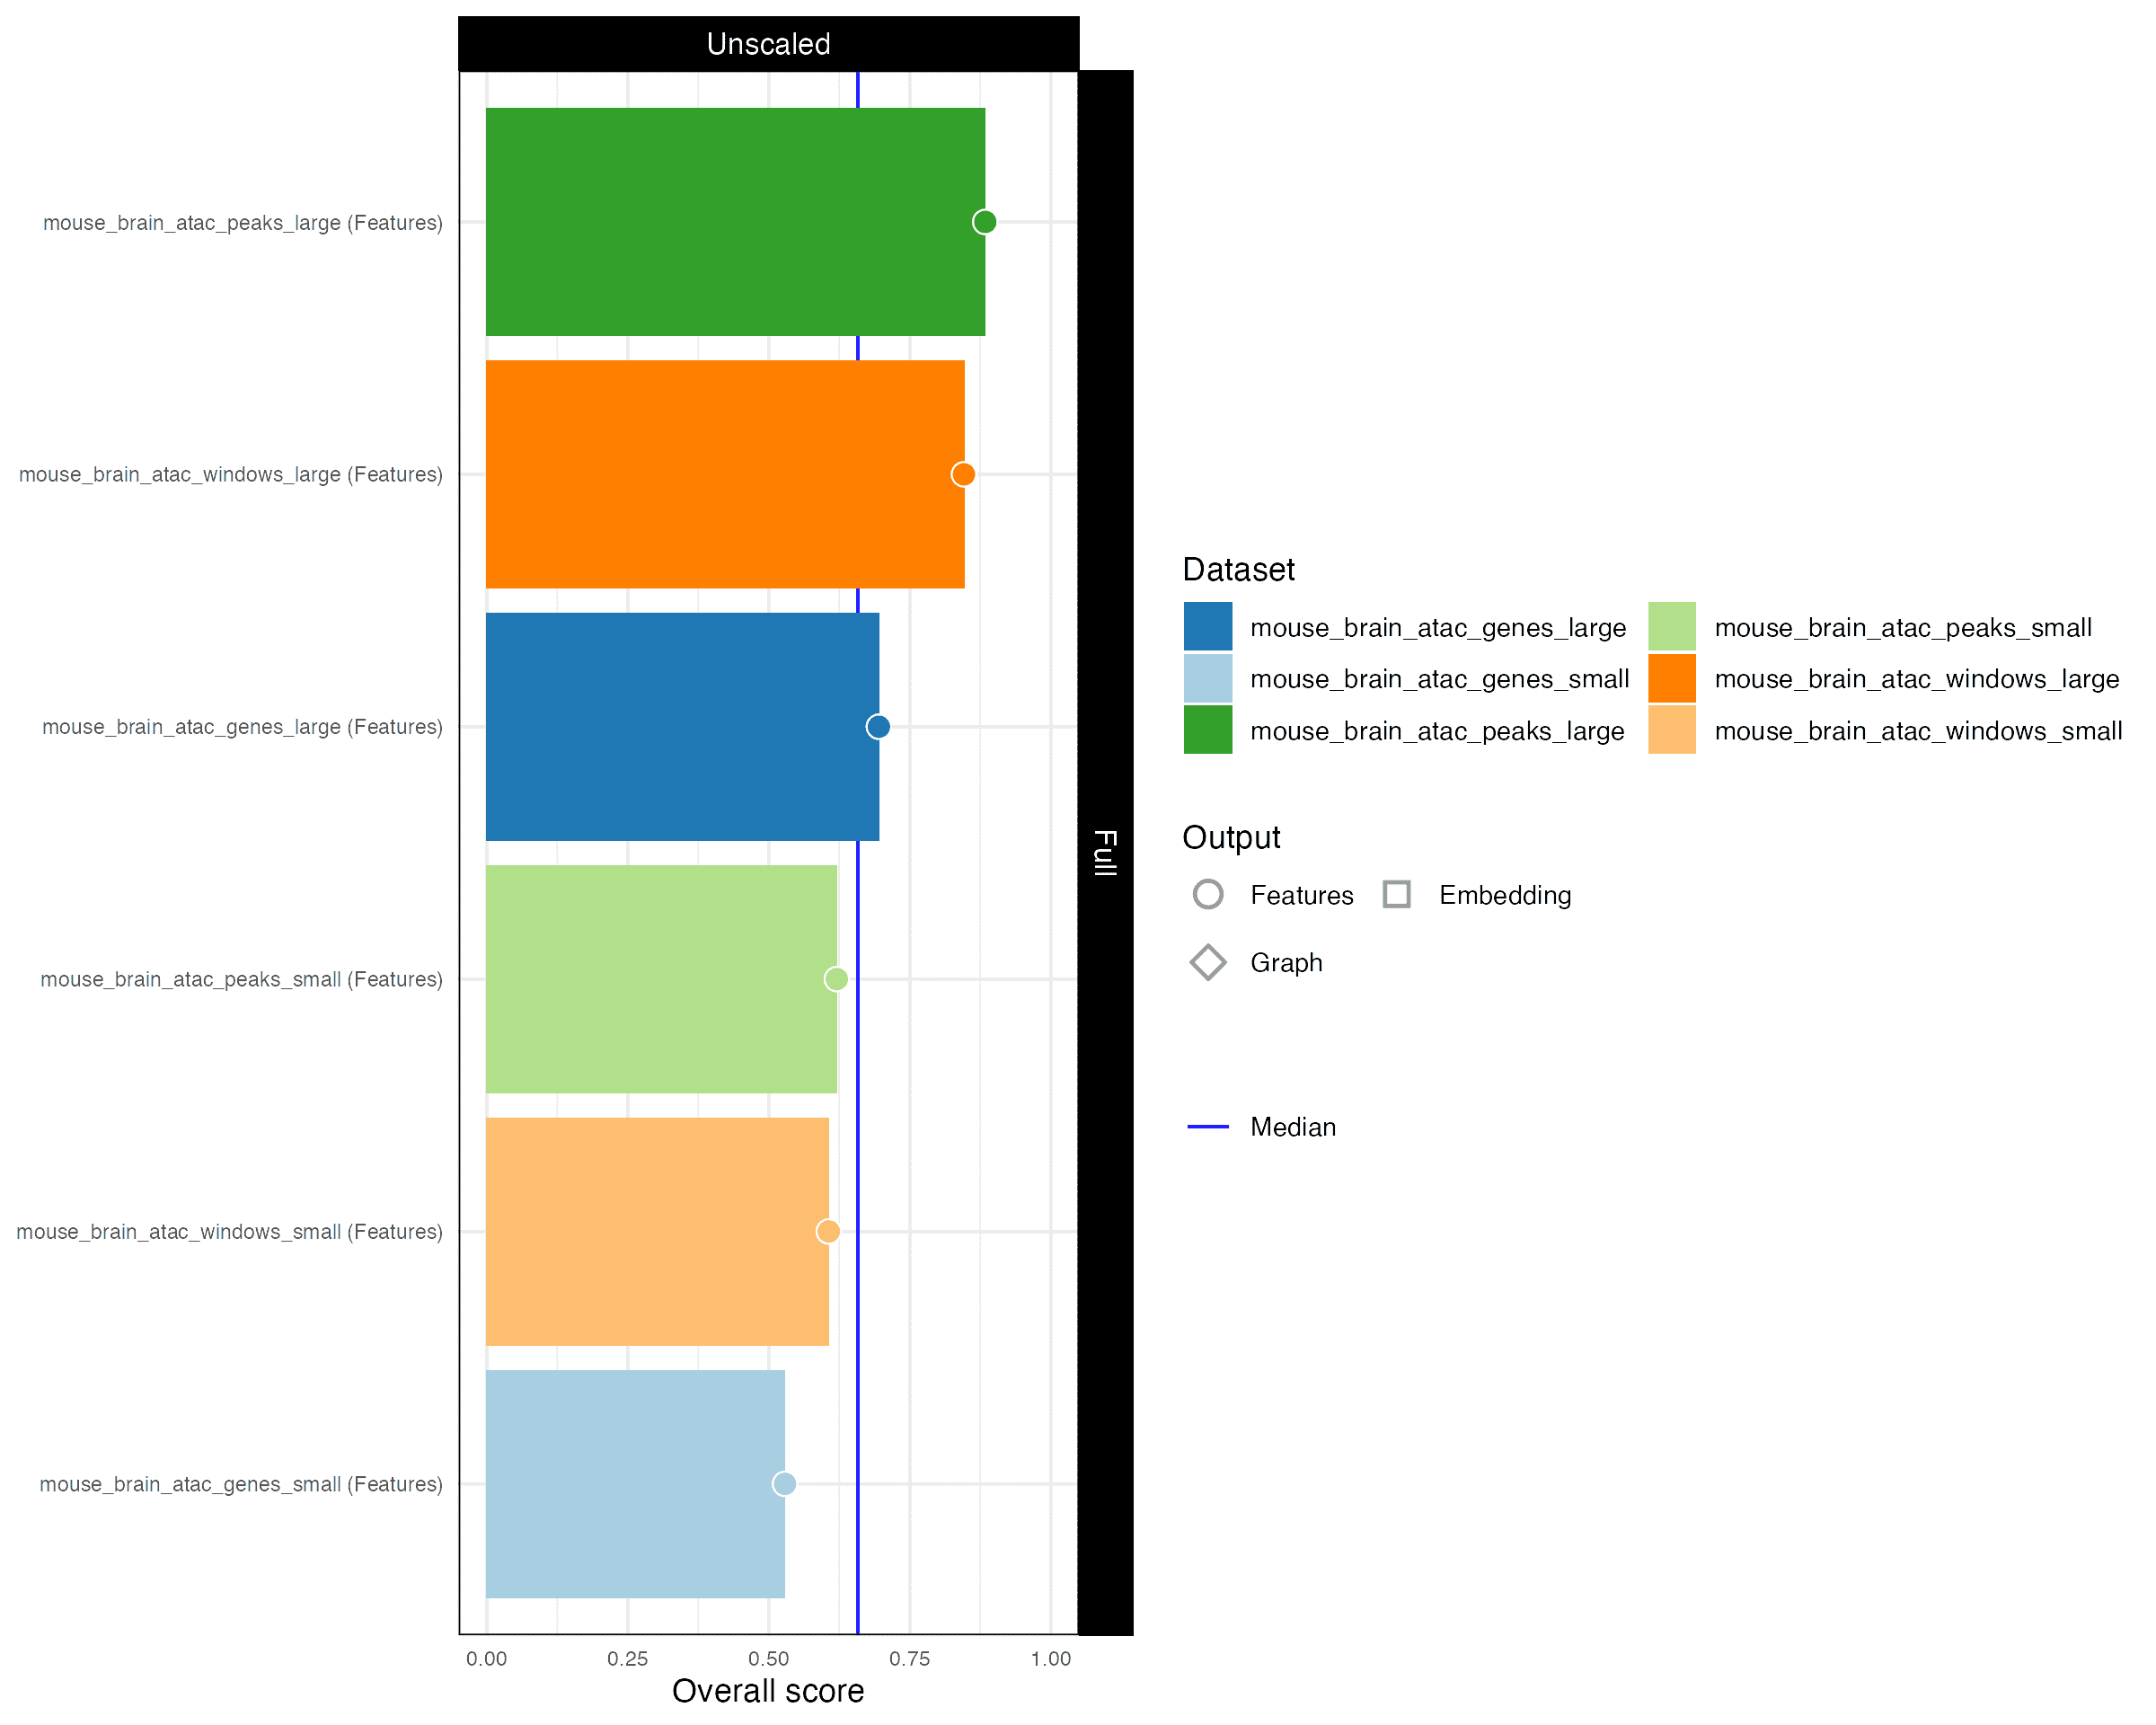 Unscaled
Full
mouse_brain_atac_peaks_large (Features)
mouse_brain_atac_windows_large (Features)
mouse_brain_atac_genes_large (Features)
mouse_brain_atac_peaks_small (Features)
mouse_brain_atac_windows_small (Features)
mouse_brain_atac_genes_small (Features)
0.00 0.25 0.50 0.75 1.00
Overall score
Dataset
mouse_brain_atac_genes_large mouse_brain_atac_peaks_small
mouse_brain_atac_genes_small mouse_brain_atac_windows_large
mouse_brain_atac_peaks_large mouse_brain_atac_windows_small
Output
Features Embedding
Graph
Median